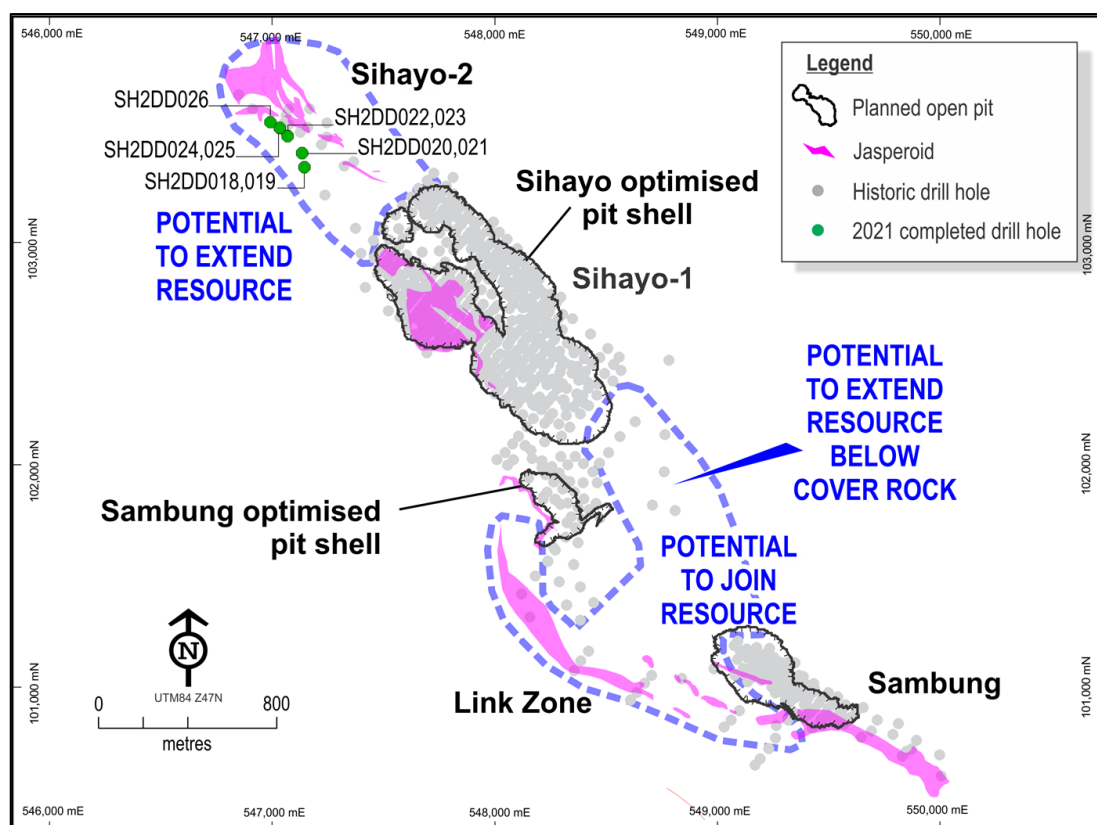 546,000 mE
547,000 mE
548,000 mE
549,000 mE
550,000 mE
Sihayo-2
SH2DD026
SH2DD022,023
SH2DD024,025
SH2DD020,021
SH2DD018,019
Legend
Planned open pit
Jasperoid
Historic drill hole
2021 completed drill hole
POTENTIAL
TO EXTEND
RESOURCE
Sihayo optimised
pit shell
Sihayo-1
103,000 mN
103,000 mN
POTENTIAL
TO EXTEND
RESOURCE
BELOW
COVER ROCK
102,000 mN
102,000 mN
Sambung optimised
pit shell
POTENTIAL
TO JOIN
RESOURCE
N
UTM84 Z47N
0
800
metres
Link Zone
Sambung
101,000 mN
101,000 mN
546,000 mE
547,000 mE
548,000 mE
549,000 mE
550,000 mE